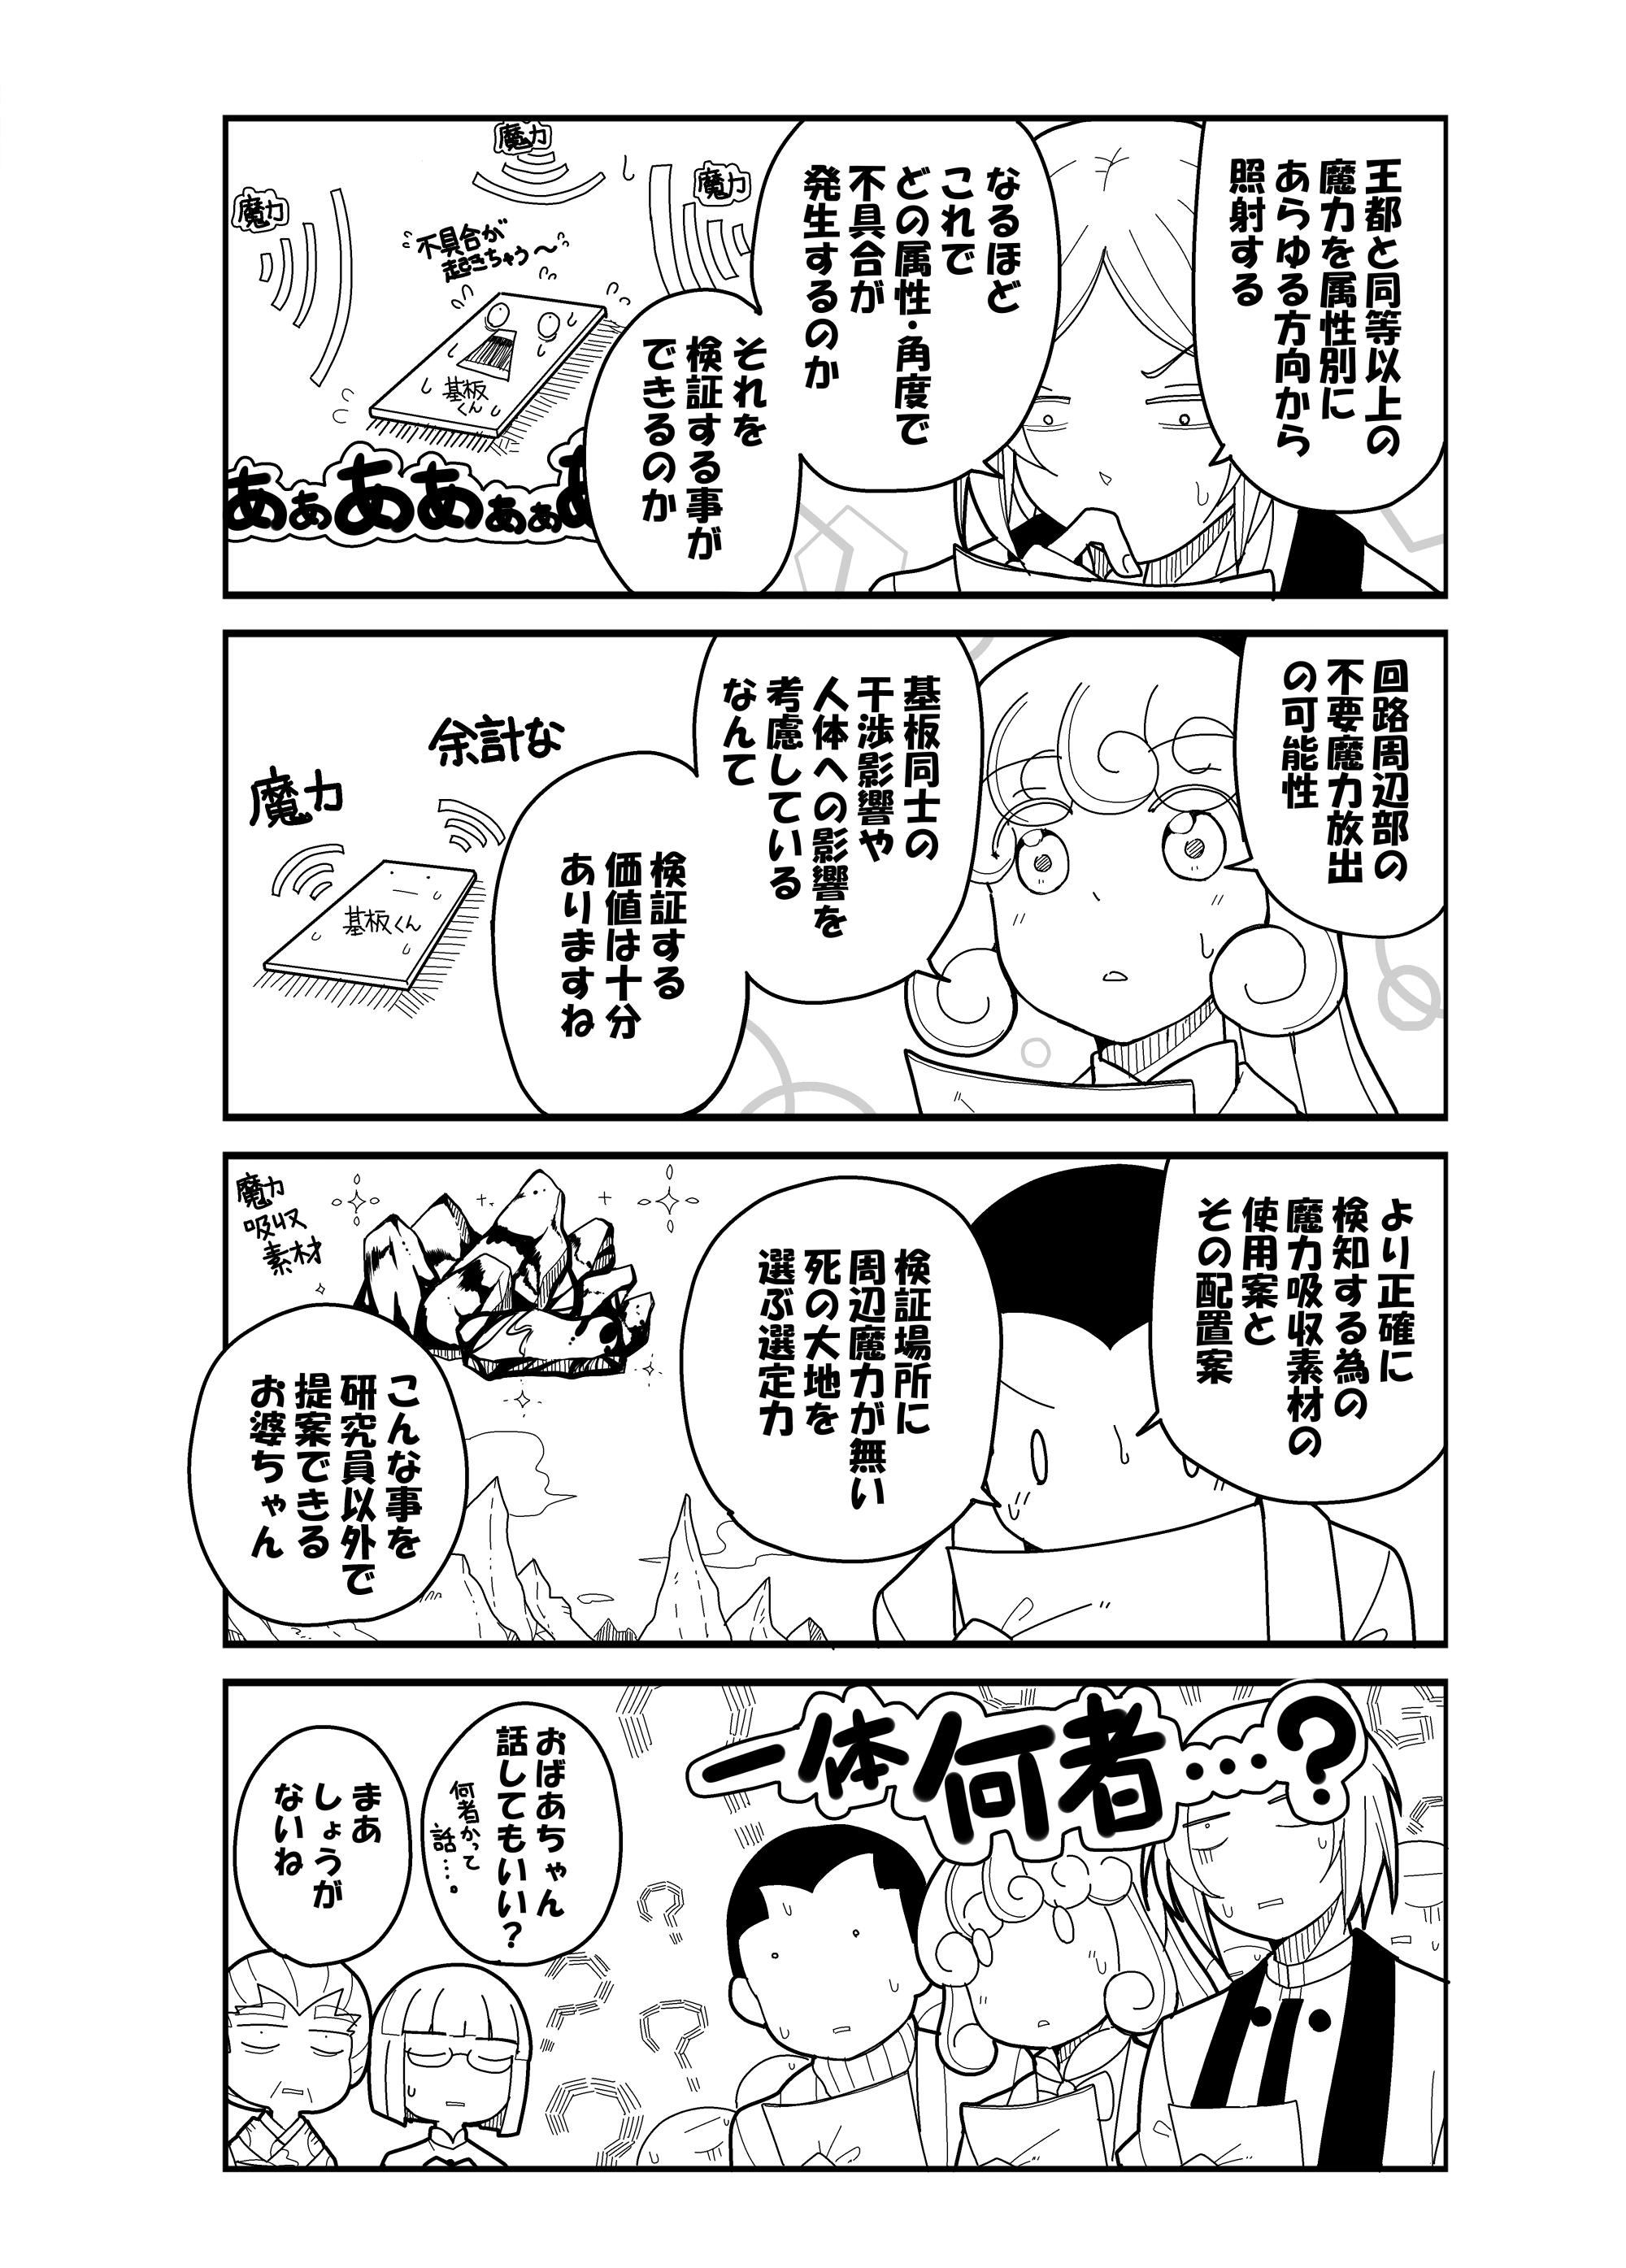 王都と同等以上の
魔力を属性別に
あらゆる方向から
照射する
なるほど
これで
どの属性・角度で
不具合が
発生するのか
それを
検証する事が
できるのか
魔力
魔力
魔力
不具合が
起こちゃう〜
基板
くん
あぁああぁぁあ
回路周辺部の
不要魔力放出
の可能性
基板同士の
干渉影響や
人体への影響を
考慮している
なんて
検証する
価値は十分
ありますね
余計な
魔力
基板くん
より正確に
検知する為の
魔力吸収素材の
使用案と
その配置案
検証場所に
周辺魔力が無い
死の大地を
選ぶ選定力
魔力
吸収
素材
こんな事を
研究員以外で
提案できる
お婆ちゃん
一体何者…?
おばあちゃん
話してもいい?
何者かって
話…。
まあ
しょうが
ないね